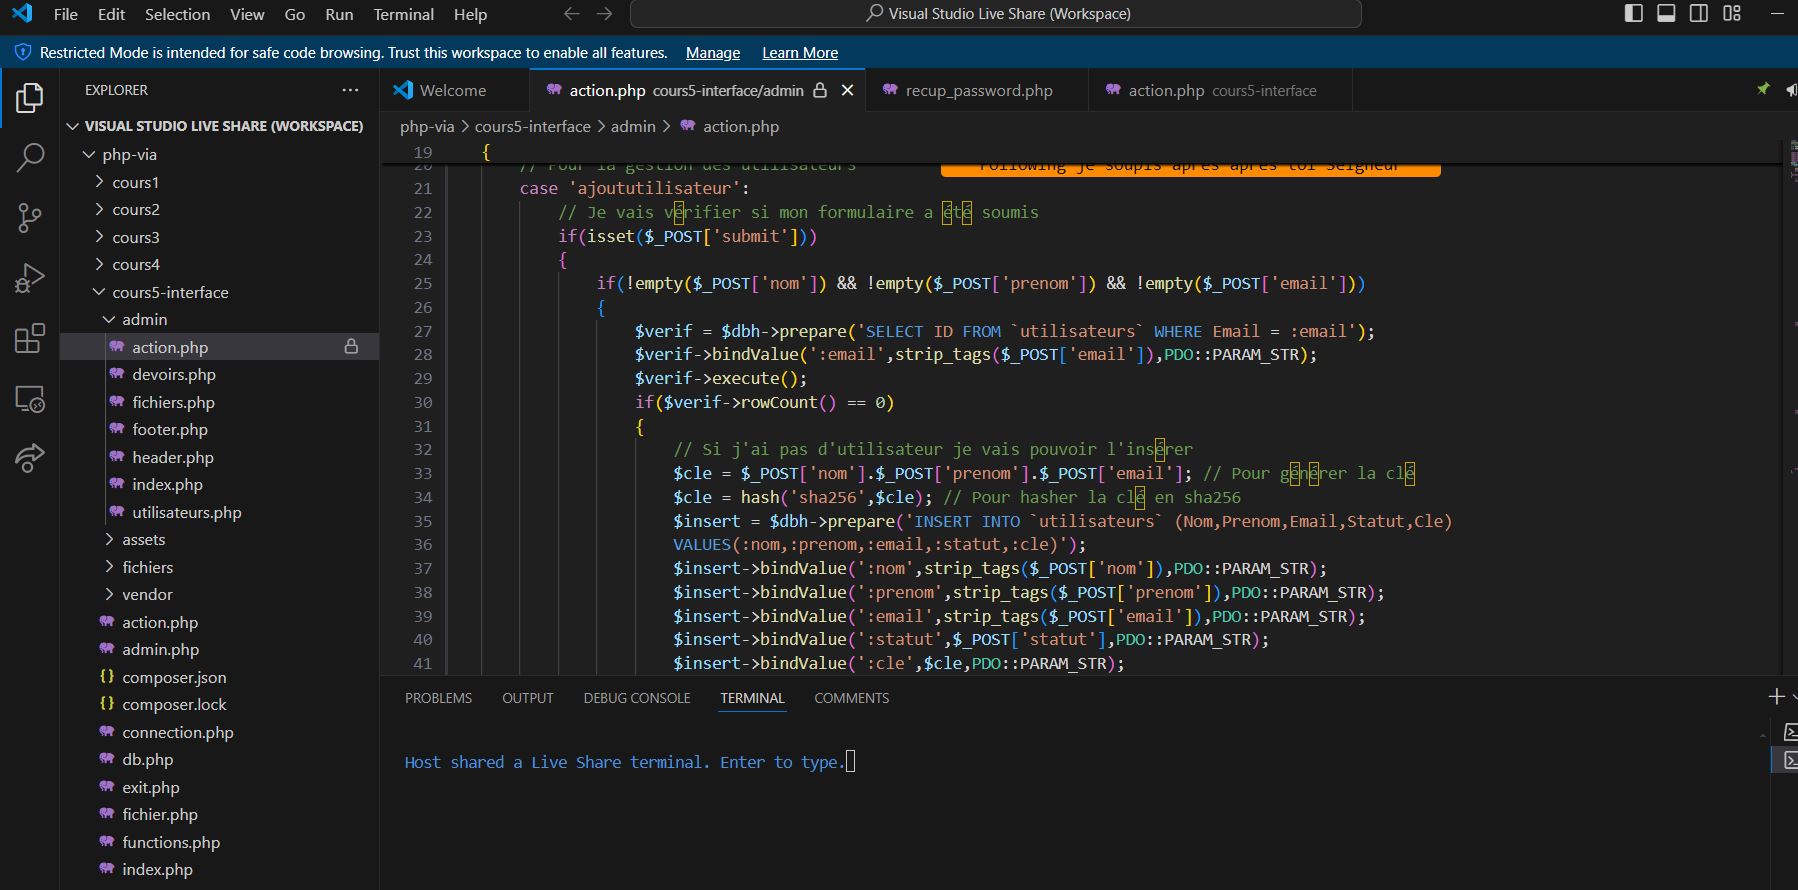 File Edit Selection View Go Run Terminal Help
Visual Studio Live Share (Workspace)
Restricted Mode is intended for safe code browsing. Trust this workspace to enable all features. Manage Learn More
EXPLORER
VISUAL STUDIO LIVE SHARE (WORKSPACE)
php-via
cours1
cours2
cours3
cours4
cours5-interface
admin
action.php
devoirs.php
fichiers.php
footer.php
header.php
index.php
utilisateurs.php
assets
fichiers
vendor
action.php
admin.php
composer.json
composer.lock
connection.php
db.php
exit.php
fichier.php
functions.php
index.php
Welcome
action.php cours5-interface/admin
recup_password.php
action.php cours5-interface
php-via > cours5-interface > admin > action.php
19 {
20 // Pour la gestion des utilisateurs
Following je soupis après après toi Seigneur
21 case 'ajoututilisateur':
22 // Je vais vérifier si mon formulaire a été soumis
23 if(isset($_POST['submit']))
24 {
25 if(!empty($_POST['nom']) && !empty($_POST['prenom']) && !empty($_POST['email']))
26 {
27 $verif = $dbh->prepare('SELECT ID FROM `utilisateurs` WHERE Email = :email');
28 $verif->bindValue(':email',strip_tags($_POST['email']),PDO::PARAM_STR);
29 $verif->execute();
30 if($verif->rowCount() == 0)
31 {
32 // Si j'ai pas d'utilisateur je vais pouvoir l'insérer
33 $cle = $_POST['nom'].$_POST['prenom'].$_POST['email']; // Pour générer la clé
34 $cle = hash('sha256',$cle); // Pour hasher la clé en sha256
35 $insert = $dbh->prepare('INSERT INTO `utilisateurs` (Nom,Prenom,Email,Statut,Cle)
36 VALUES(:nom,:prenom,:email,:statut,:cle)');
37 $insert->bindValue(':nom',strip_tags($_POST['nom']),PDO::PARAM_STR);
38 $insert->bindValue(':prenom',strip_tags($_POST['prenom']),PDO::PARAM_STR);
39 $insert->bindValue(':email',strip_tags($_POST['email']),PDO::PARAM_STR);
40 $insert->bindValue(':statut',$_POST['statut'],PDO::PARAM_STR);
41 $insert->bindValue(':cle',$cle,PDO::PARAM_STR);
PROBLEMS OUTPUT DEBUG CONSOLE TERMINAL COMMENTS
Host shared a Live Share terminal. Enter to type.